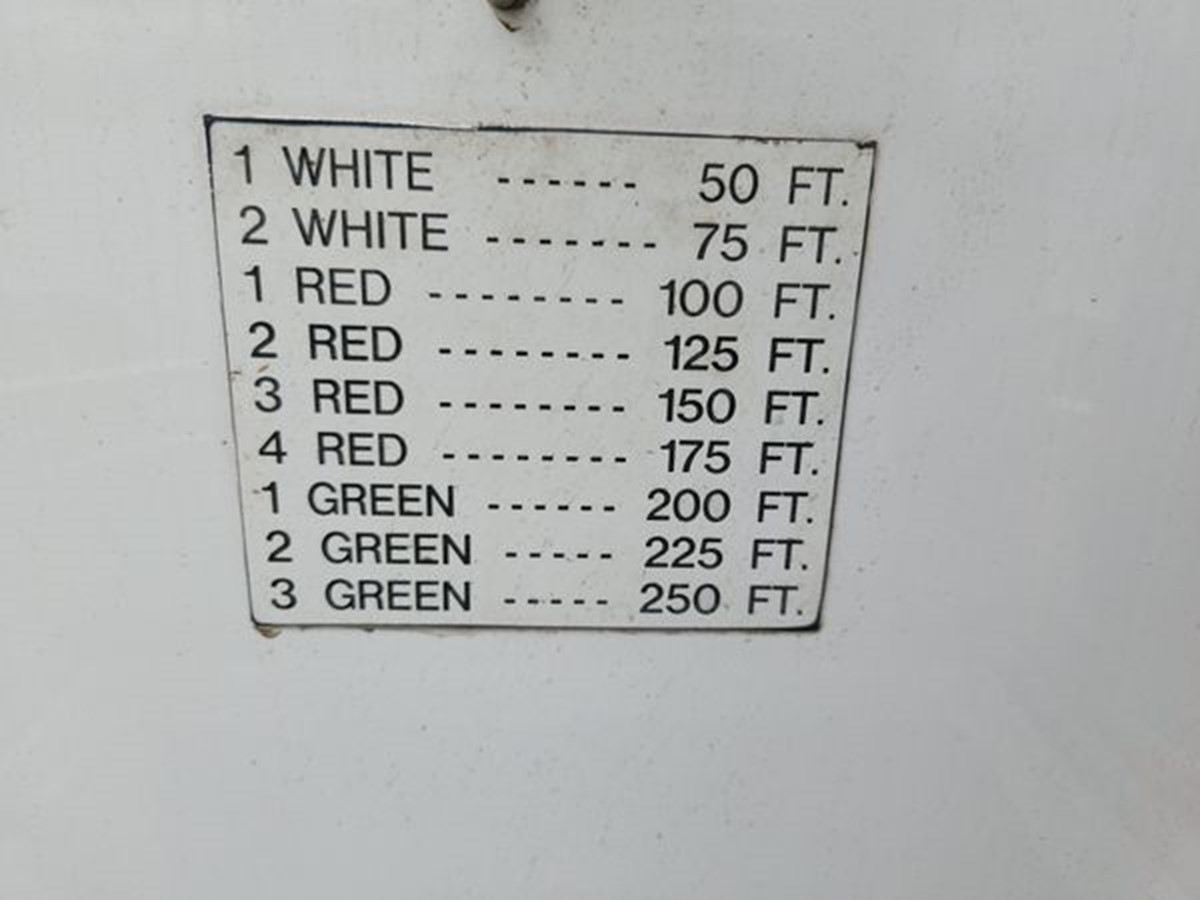 1 WHITE ------ 50 FT.
2 WHITE ------- 75 FT.
1 RED -------- 100 FT.
2 RED -------- 125 FT.
3 RED -------- 150 FT.
4 RED -------- 175 FT.
1 GREEN ------ 200 FT.
2 GREEN ----- 225 FT.
3 GREEN ----- 250 FT.